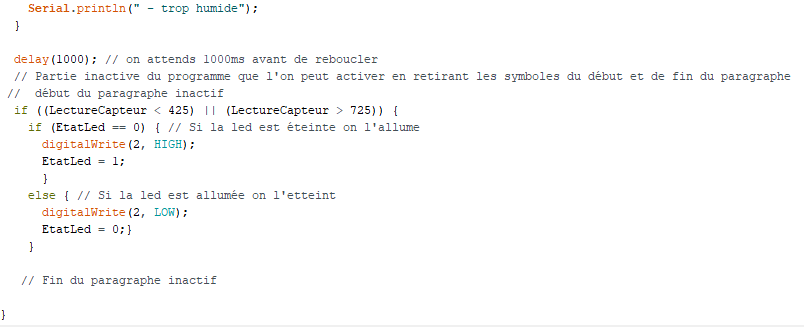 Serial.println(" - trop humide");
}
delay(1000); // on attends 1000ms avant de reboucler
// Partie inactive du programme que l'on peut activer en retirant les symboles du début et de fin du paragraphe
//  début du paragraphe inactif
if ((LectureCapteur < 425) || (LectureCapteur > 725)) {
if (EtatLed == 0) { // Si la led est éteinte on l'allume
digitalWrite(2, HIGH);
EtatLed = 1;
}
else { // Si la led est allumée on l'etteint
digitalWrite(2, LOW);
EtatLed = 0;}
}
// Fin du paragraphe inactif
}